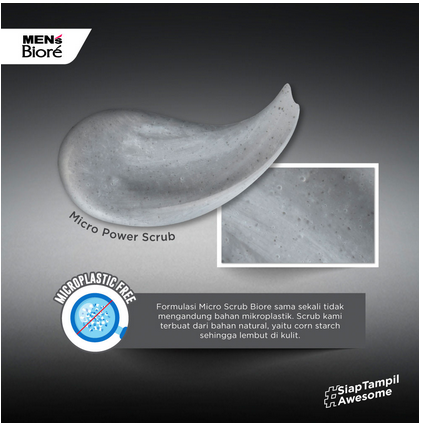 MEN's
Bioré
Micro Power Scrub
MICROPLASTIC FREE
Formulasi Micro Scrub Biore sama sekali tidak
mengandung bahan mikroplastik. Scrub kami
terbuat dari bahan natural, yaitu corn starch
sehingga lembut di kulit.
#SiapTampil
Awesome